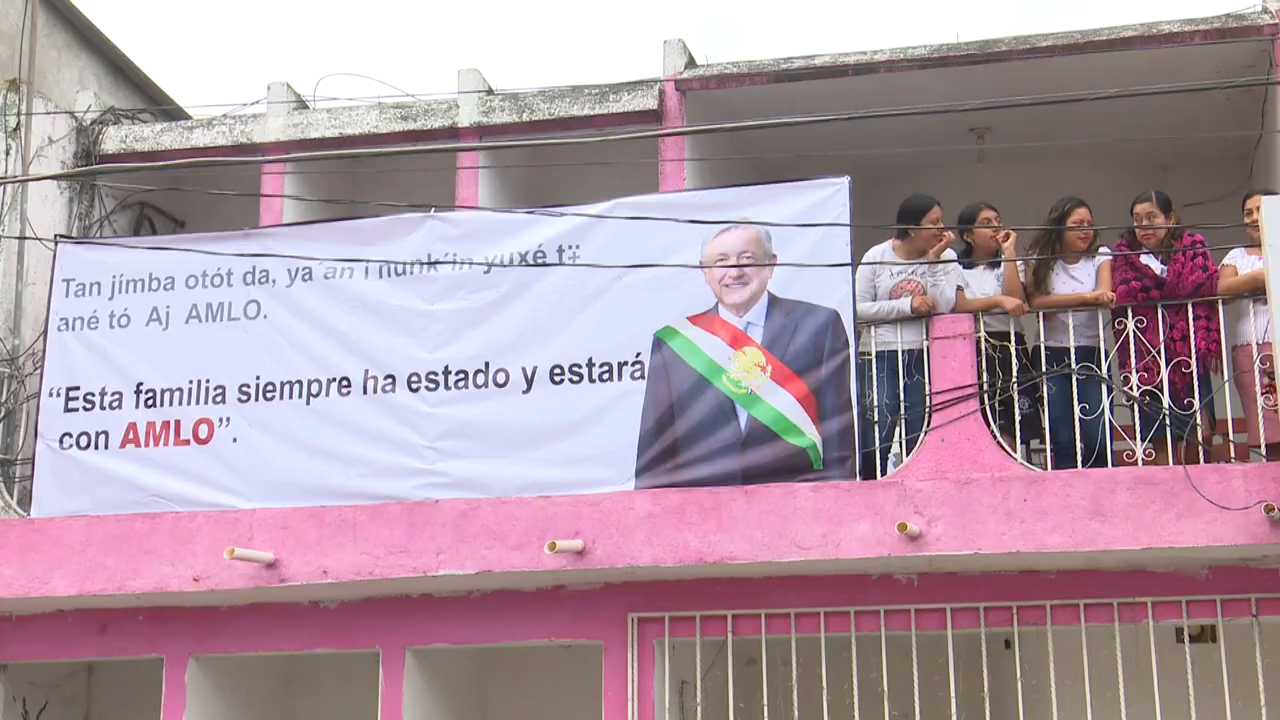 Tan jímba otót da, ya´an i nunk´in yuxé
ané tó Aj AMLO.
“Esta familia siempre ha estado y estará
con AMLO”.